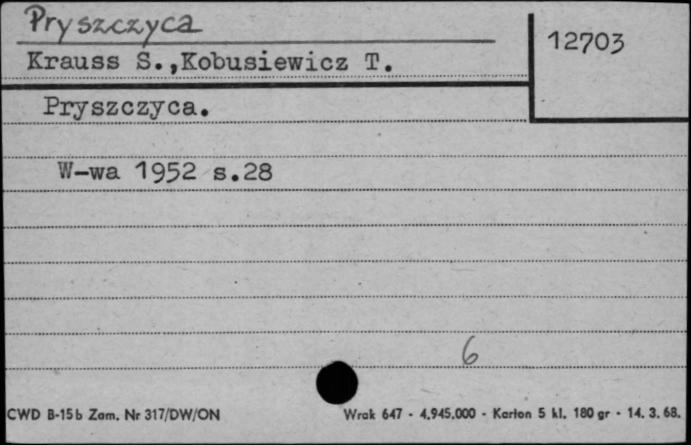 Pryszczyca
12703
Krauss S.,Kobusiewicz T.
Pryszczyca.
W-wa 1952 s.28
6
CWD B-15b Zam. Nr 317/DW/ON
Wrak 647 - 4.945.000 - Karton 5 kl. 180 gr - 14. 3. 68.